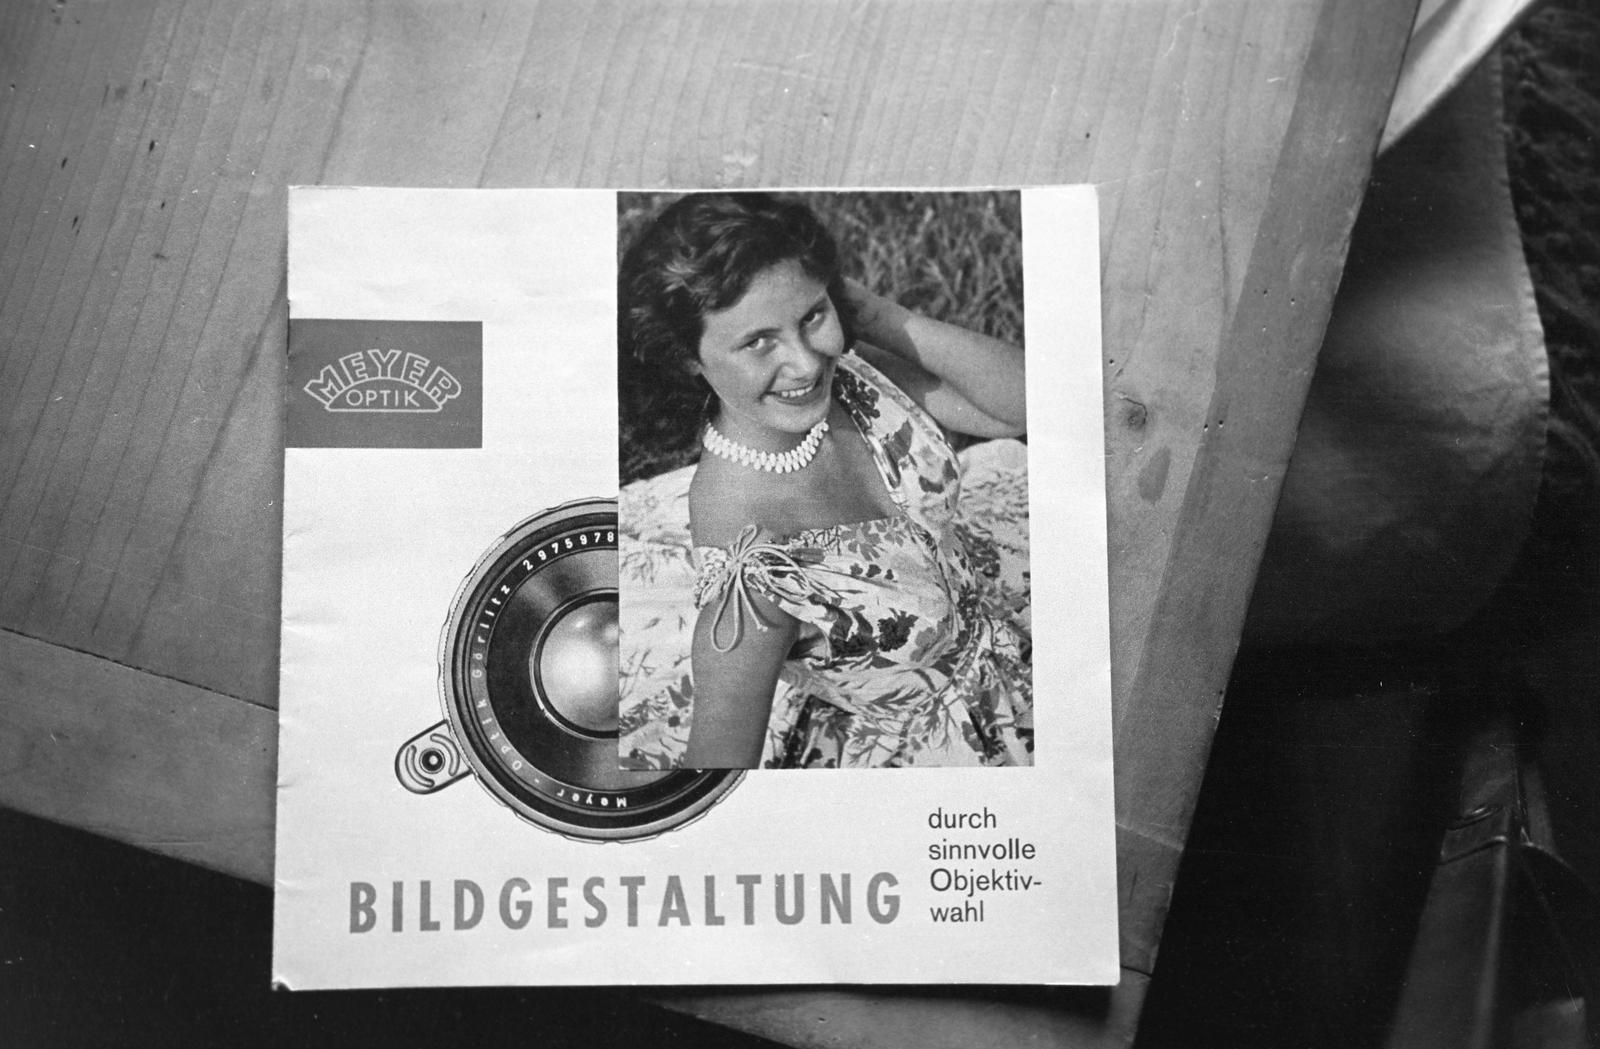 MEYER
OPTIK
Meyer-Optik Görlitz 2975978
BILDGESTALTUNG
durch
sinnvolle
Objektiv-
wahl